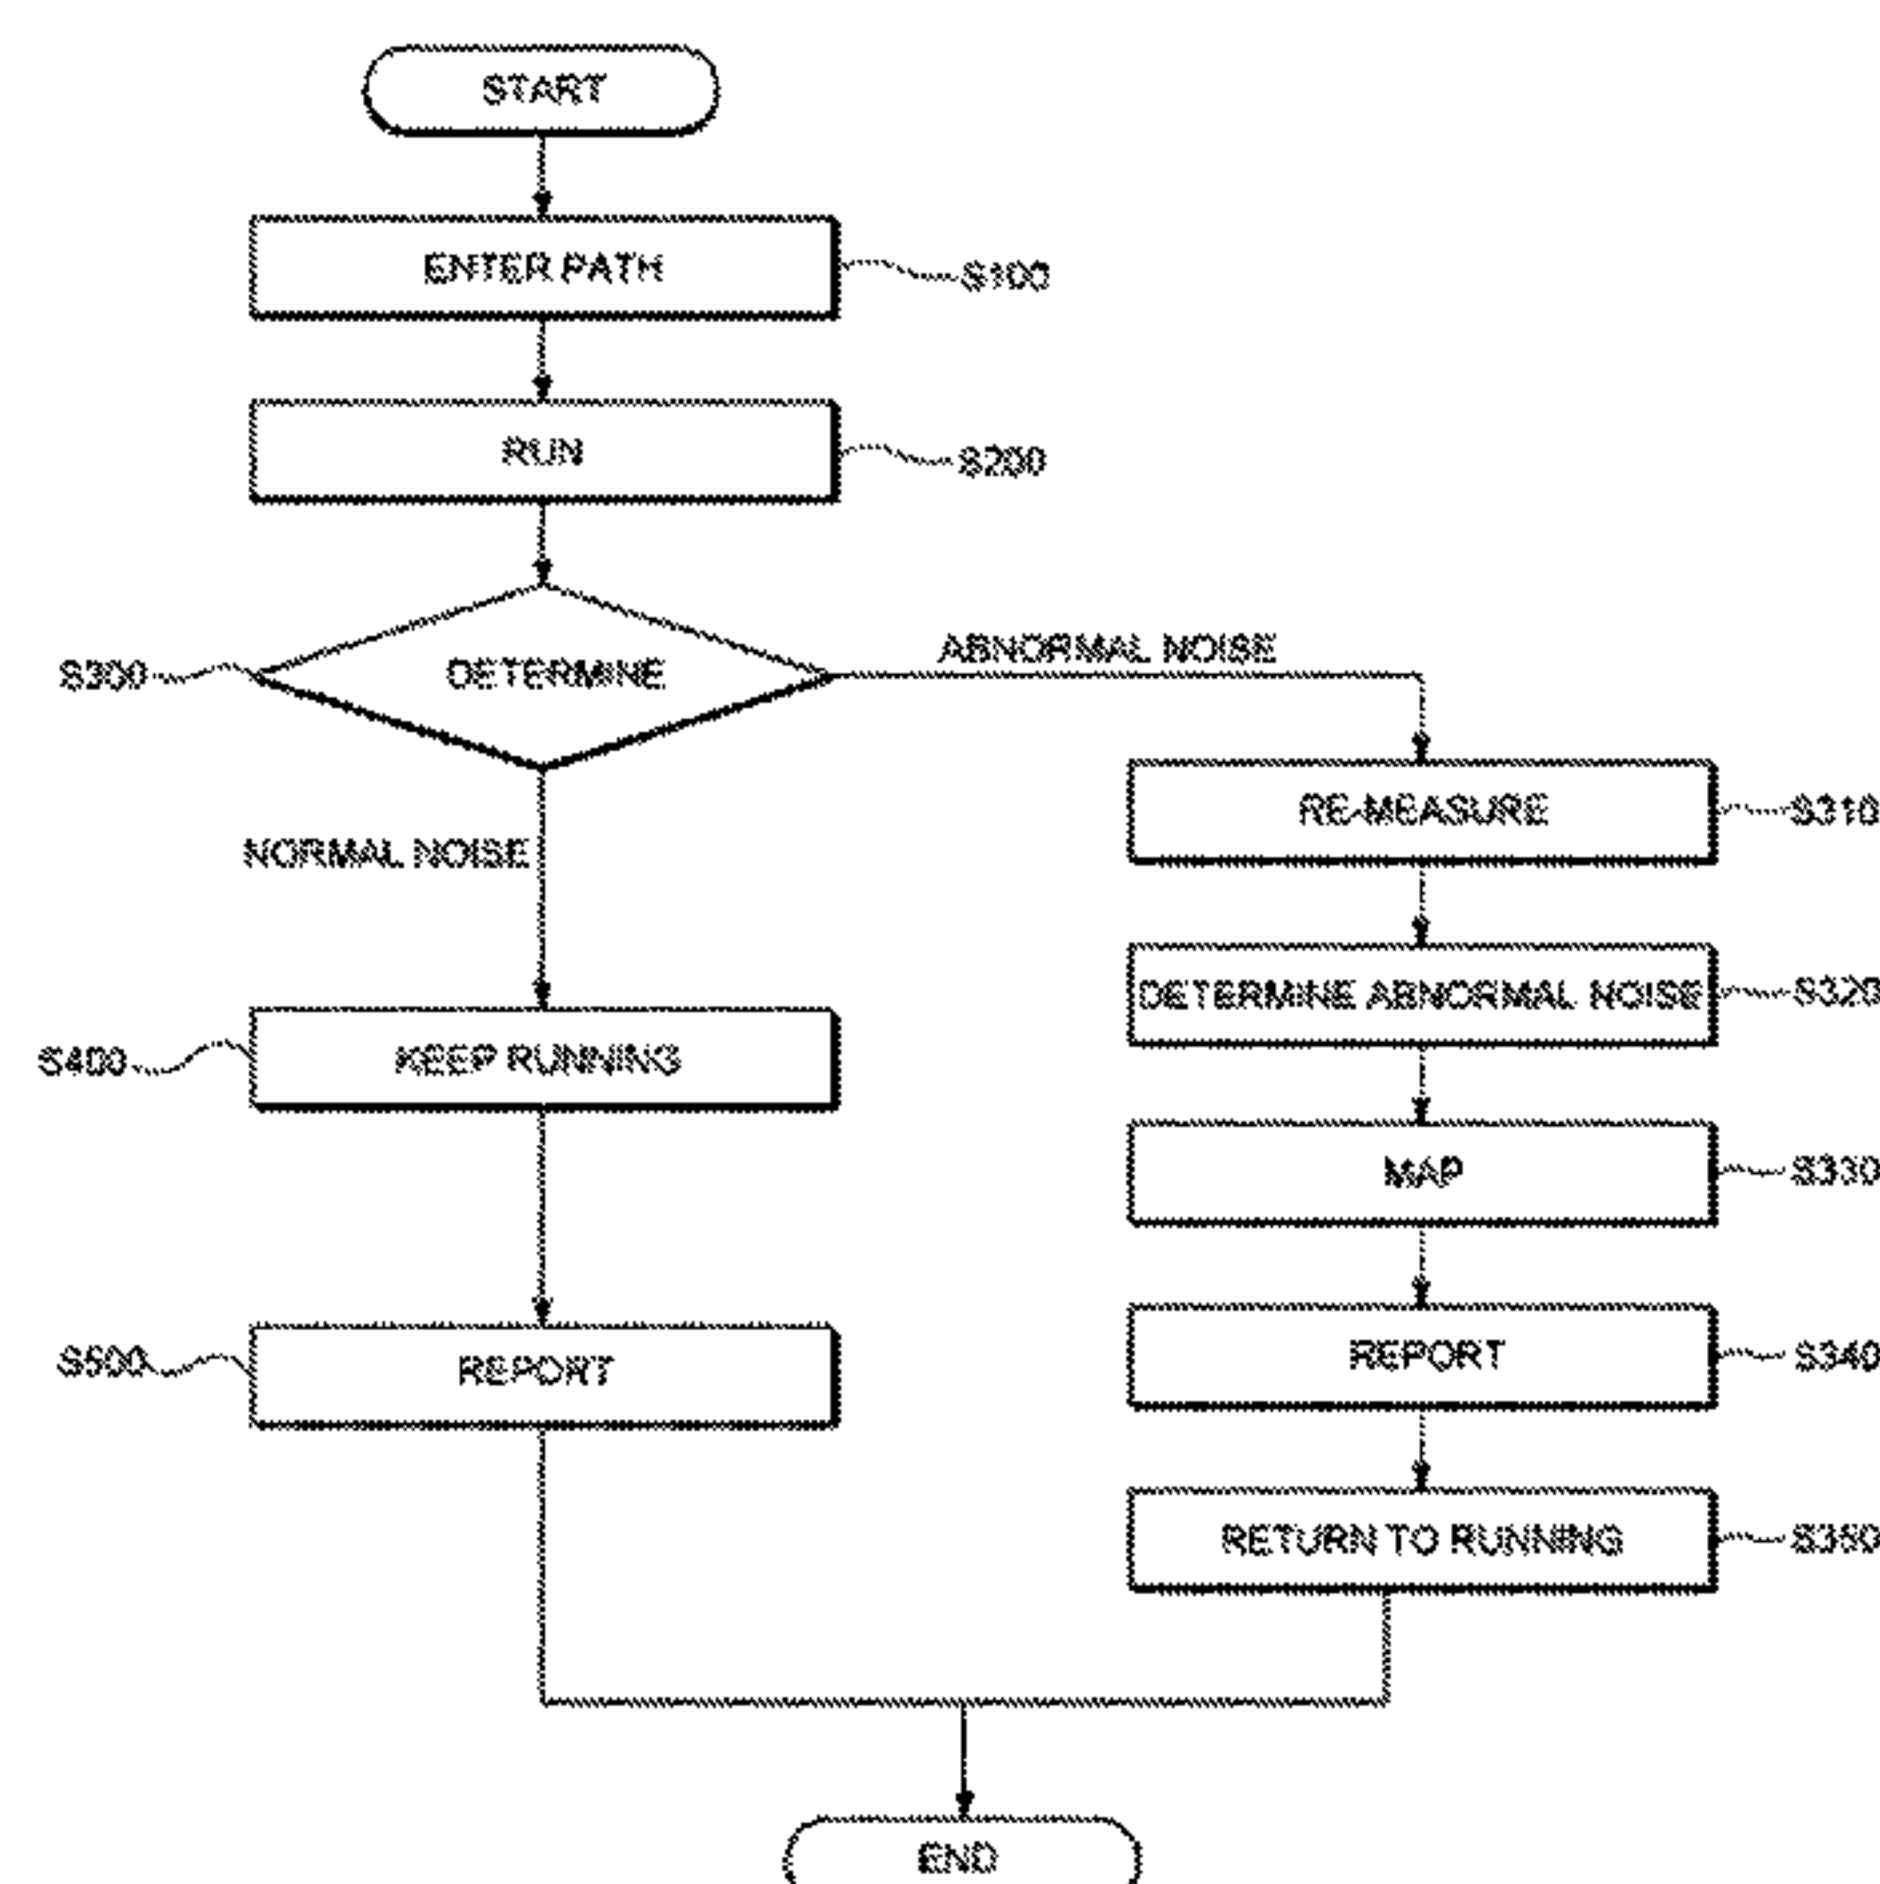 START
ENTER PATH
S100
RUN
S200
S300
DETERMINE
ABNORMAL NOISE
NORMAL NOISE
RE-MEASURE
S310
DETERMINE ABNORMAL NOISE
S320
S400
KEEP RUNNING
MAP
S330
S500
REPORT
REPORT
S340
RETURN TO RUNNING
S350
END